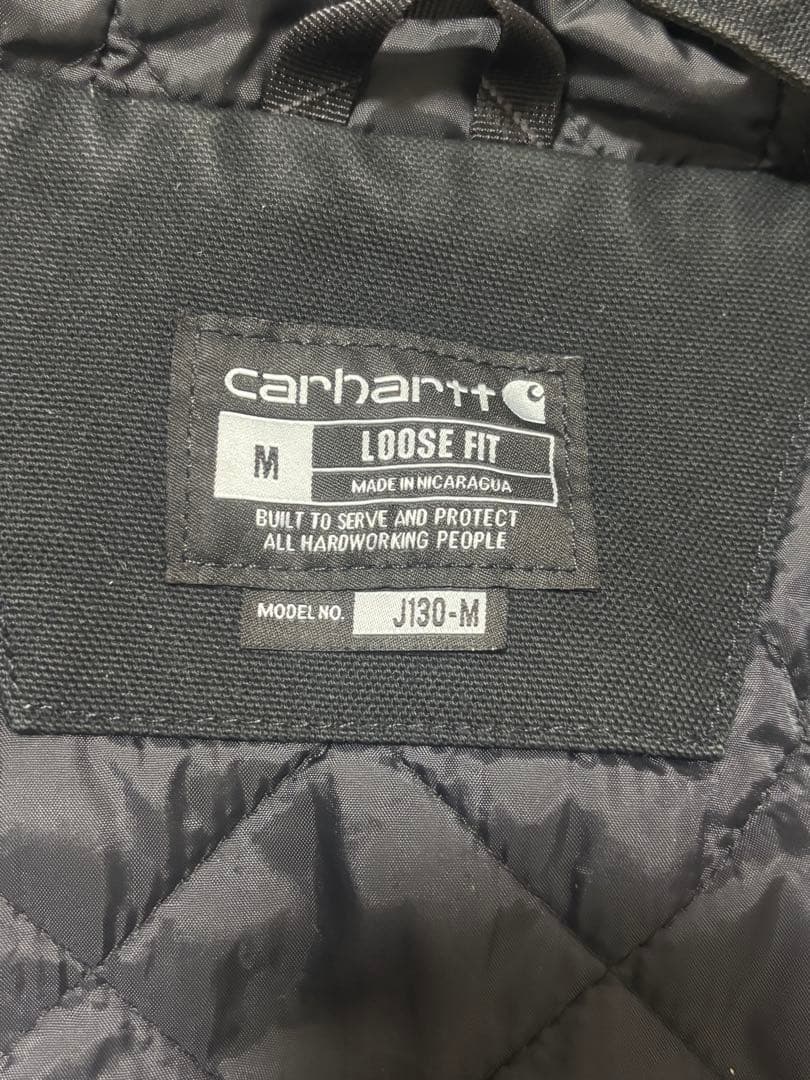 carhartt
M
LOOSE FIT
MADE IN NICARAGUA
BUILT TO SERVE AND PROTECT
ALL HARDWORKING PEOPLE
MODEL NO. J130-M